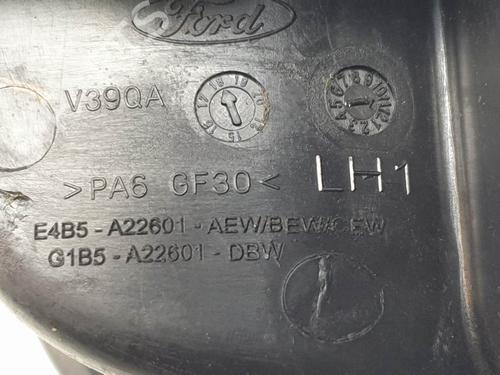 Ford
V39QA
>PA6 GF30< LH1
E4B5-A22601-AEW/BEW/CEW
G1B5-A22601-DBW